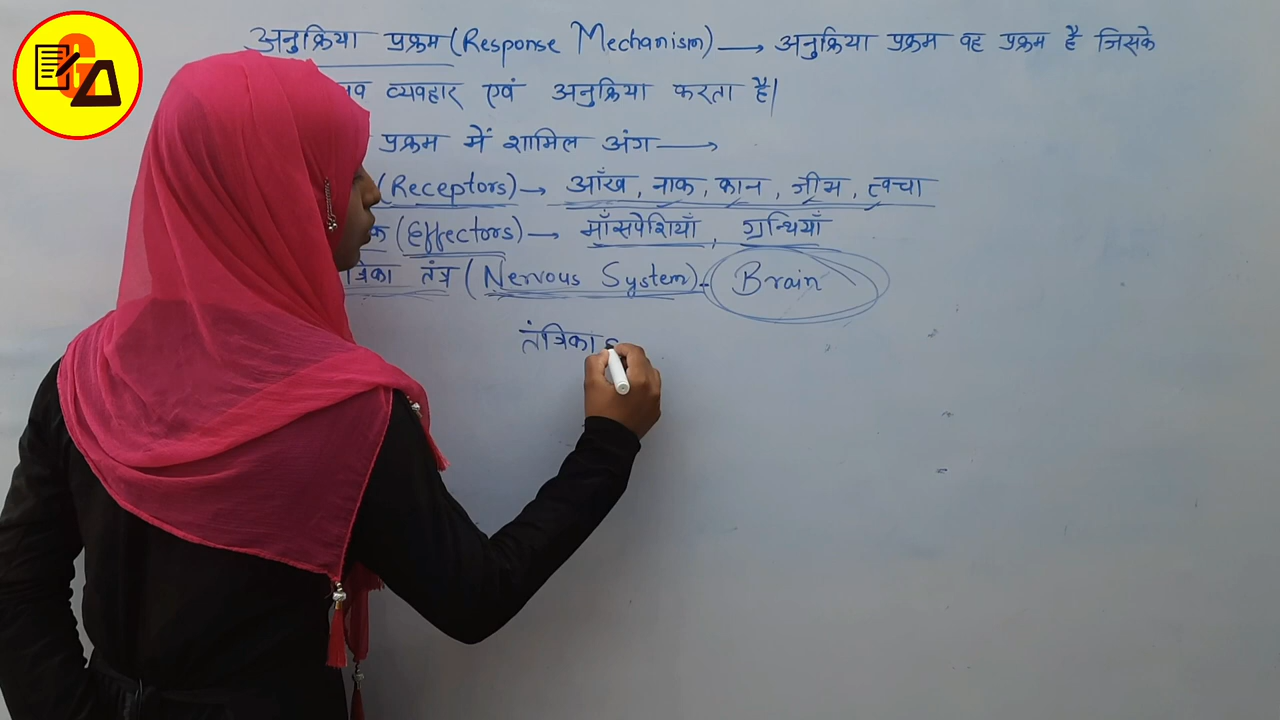 अनुक्रिया प्रक्रम (Response Mechanism) → अनुक्रिया प्रक्रम वह प्रक्रम है जिसके
व्यवहार एवं अनुक्रिया करता है।
प्रक्रम में शामिल अंग →
(Receptors) → आँख, नाक, कान, जीभ, त्वचा
(Effectors) → माँसपेशियाँ, ग्रन्थियाँ
तंत्र (Nervous System) - Brain
तंत्रिका